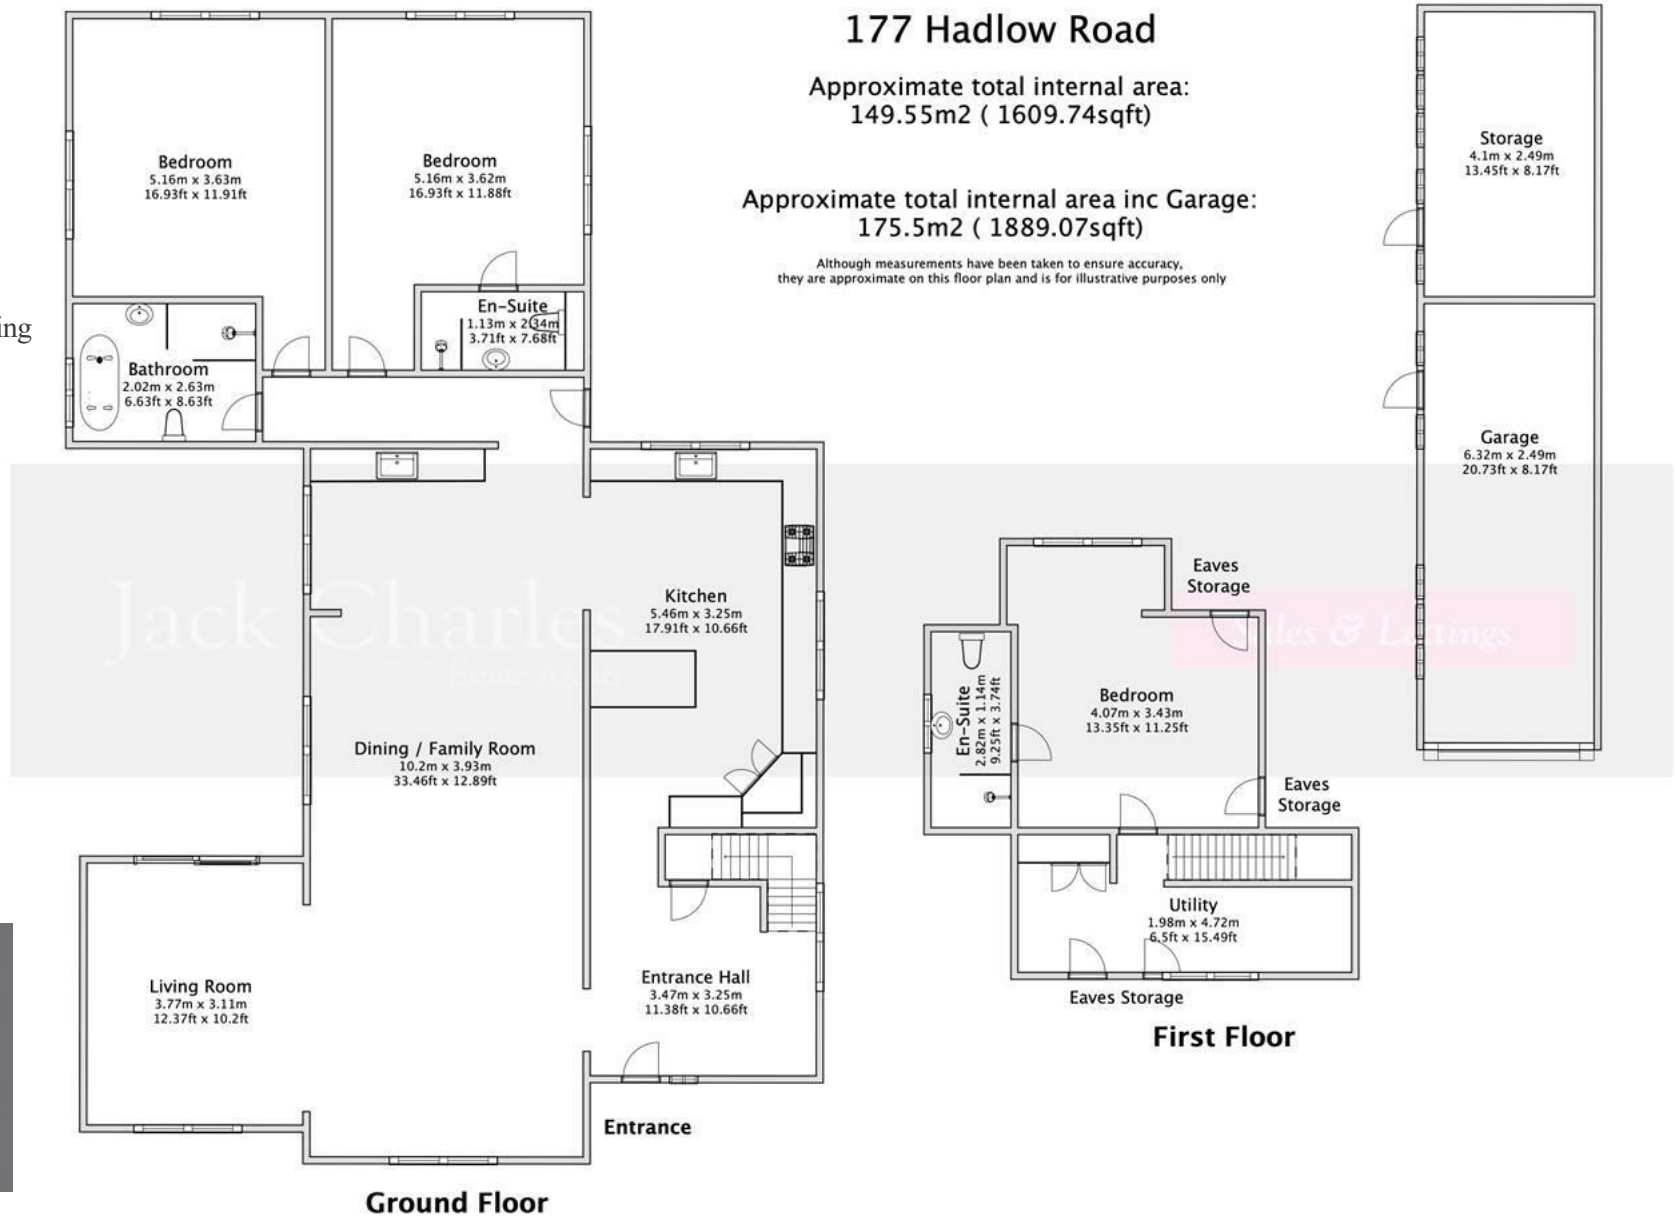 177 Hadlow Road
Approximate total internal area:
149.55m2 ( 1609.74sqft)
Approximate total internal area inc Garage:
175.5m2 ( 1889.07sqft)
Although measurements have been taken to ensure accuracy,
they are approximate on this floor plan and is for illustrative purposes only
Bedroom
5.16m x 3.63m
16.93ft x 11.91ft
Bedroom
5.16m x 3.62m
16.93ft x 11.88ft
En-Suite
1.13m x 2.34m
3.71ft x 7.68ft
ing
Bathroom
2.02m x 2.63m
6.63ft x 8.63ft
Kitchen
5.46m x 3.25m
17.91ft x 10.66ft
Jack Charles
Estate Agents
Sales & Lettings
Dining / Family Room
10.2m x 3.93m
33.46ft x 12.89ft
Living Room
3.77m x 3.11m
12.37ft x 10.2ft
Entrance Hall
3.47m x 3.25m
11.38ft x 10.66ft
Entrance
Ground Floor
Storage
4.1m x 2.49m
13.45ft x 8.17ft
Garage
6.32m x 2.49m
20.73ft x 8.17ft
Eaves
Storage
Bedroom
4.07m x 3.43m
13.35ft x 11.25ft
En-Suite
2.82m x 1.14m
9.25ft x 3.74ft
Eaves
Storage
Utility
1.98m x 4.72m
6.5ft x 15.49ft
Eaves Storage
First Floor